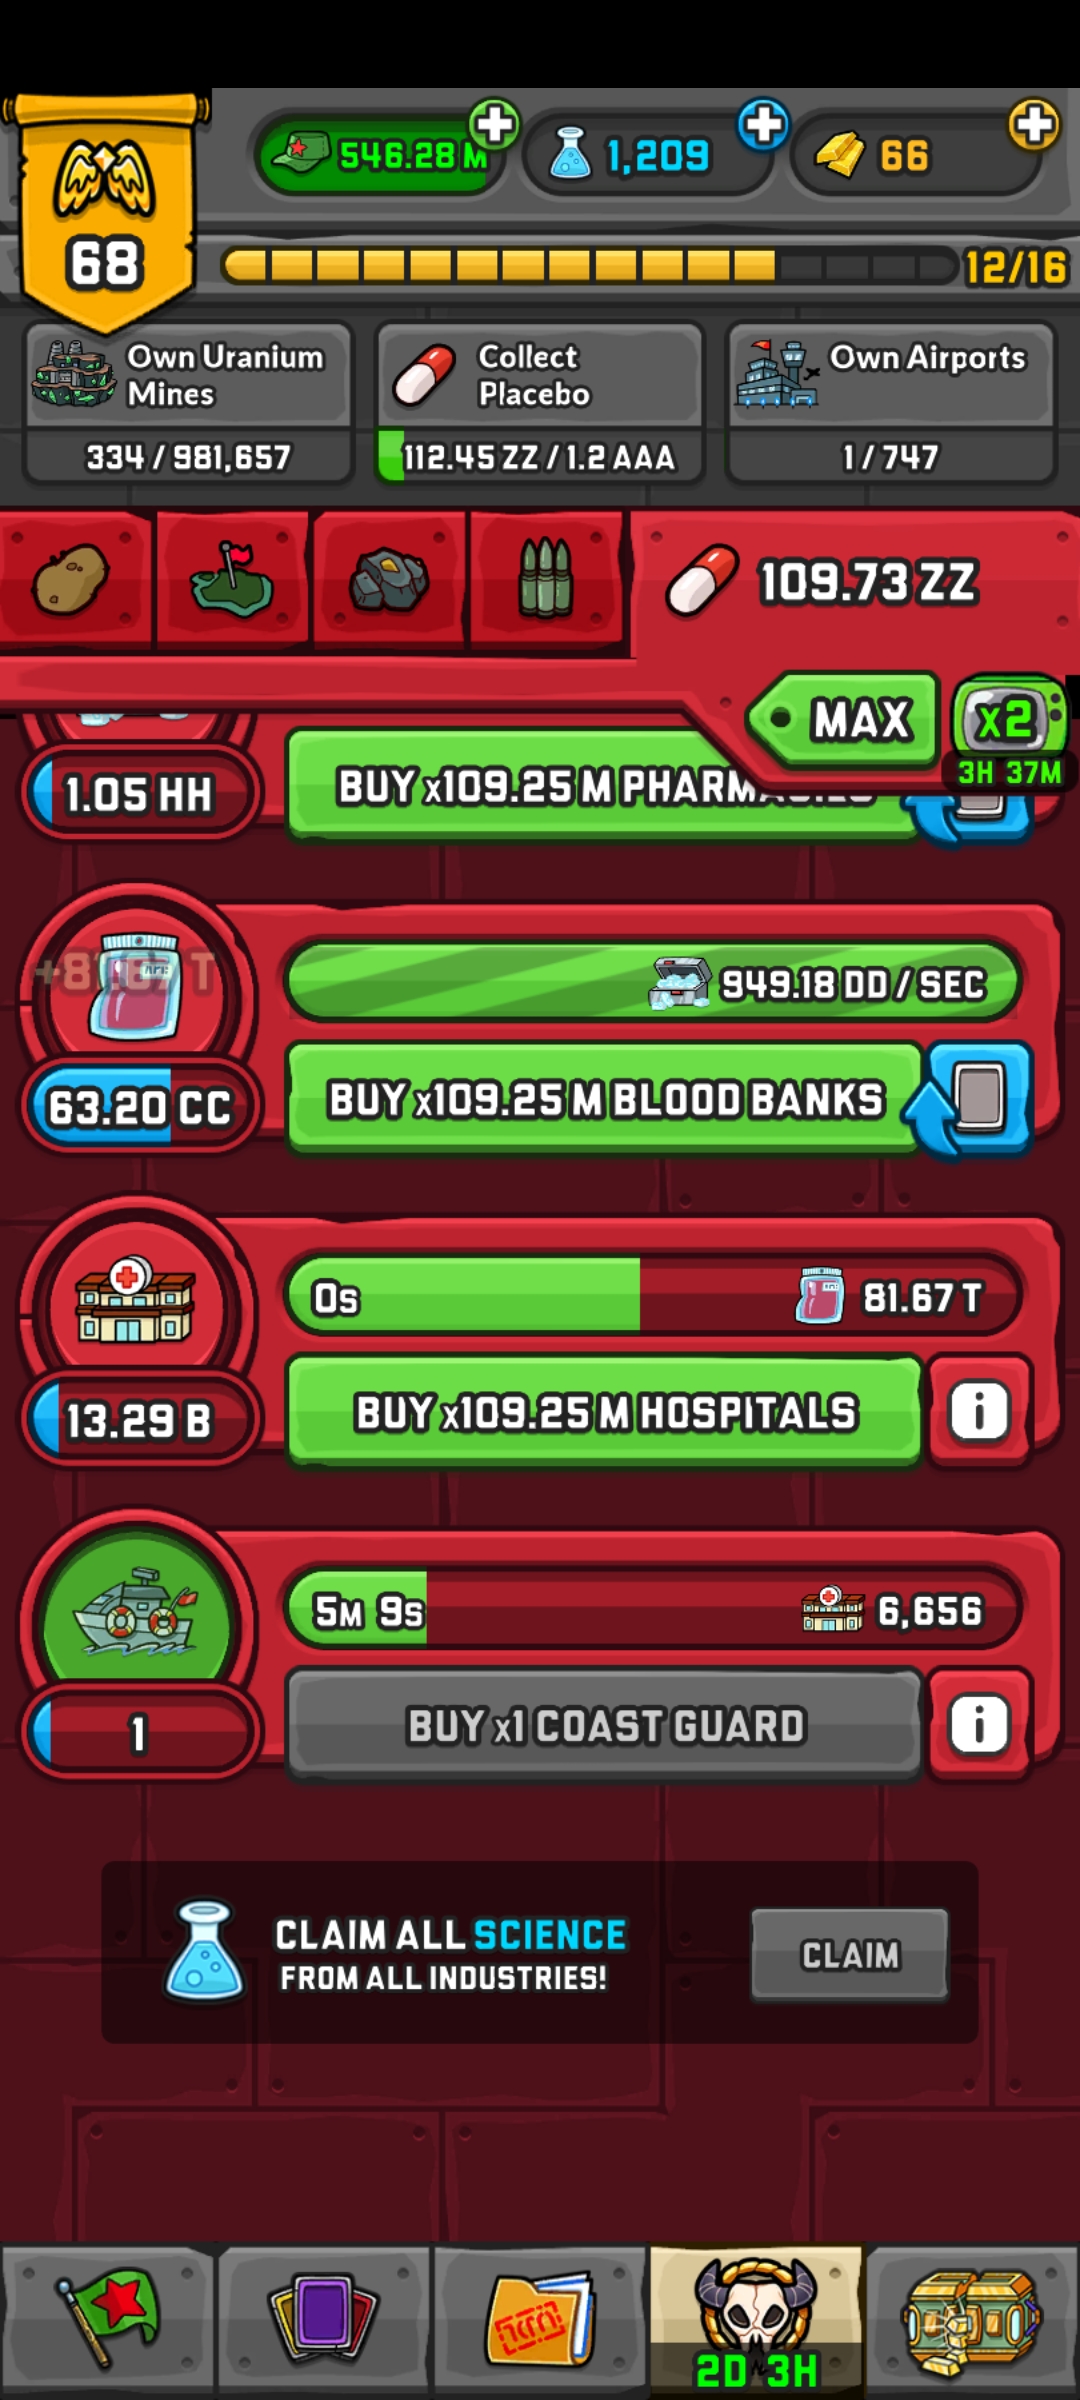 546.28 M
1,209
66
68
12/16
Own Uranium
Mines
334 / 981,657
Collect
Placebo
112.45 ZZ / 1.2 AAA
Own Airports
1 / 747
109.73 ZZ
MAX
x2
3H 37M
1.05 HH
BUY x109.25 M PHARMACIES
949.18 DD / SEC
63.20 CC
BUY x109.25 M BLOOD BANKS
0s
81.67 T
13.29 B
BUY x109.25 M HOSPITALS
i
5M 9s
6,656
1
BUY x1 COAST GUARD
i
CLAIM ALL SCIENCE
FROM ALL INDUSTRIES!
CLAIM
2D 3H